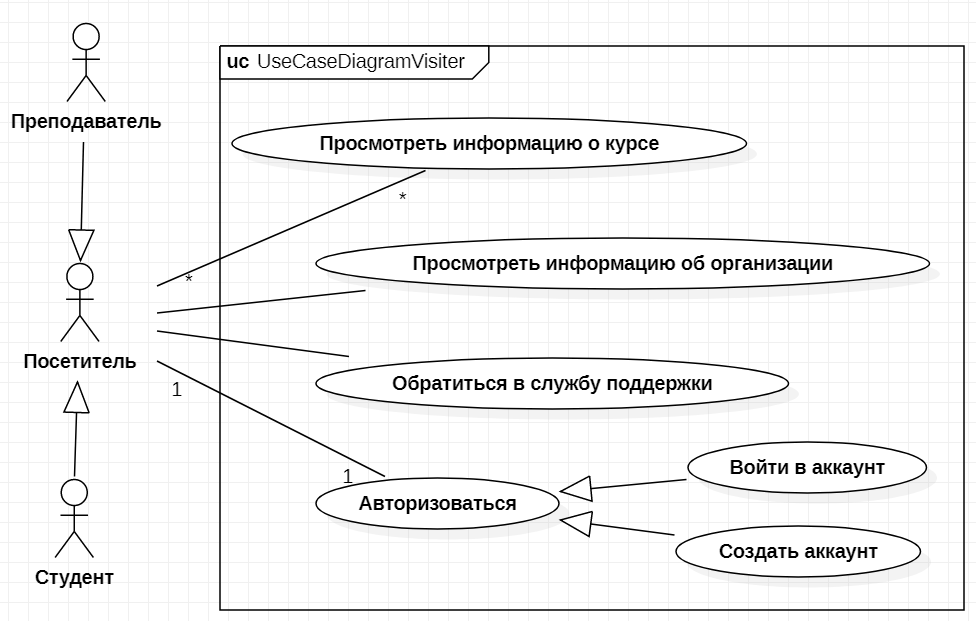 uc UseCaseDiagramVisiter
Преподаватель
Просмотреть информацию о курсе
*
*
Просмотреть информацию об организации
Посетитель
Обратиться в службу поддержки
1
1
Войти в аккаунт
Авторизоваться
Создать аккаунт
Студент